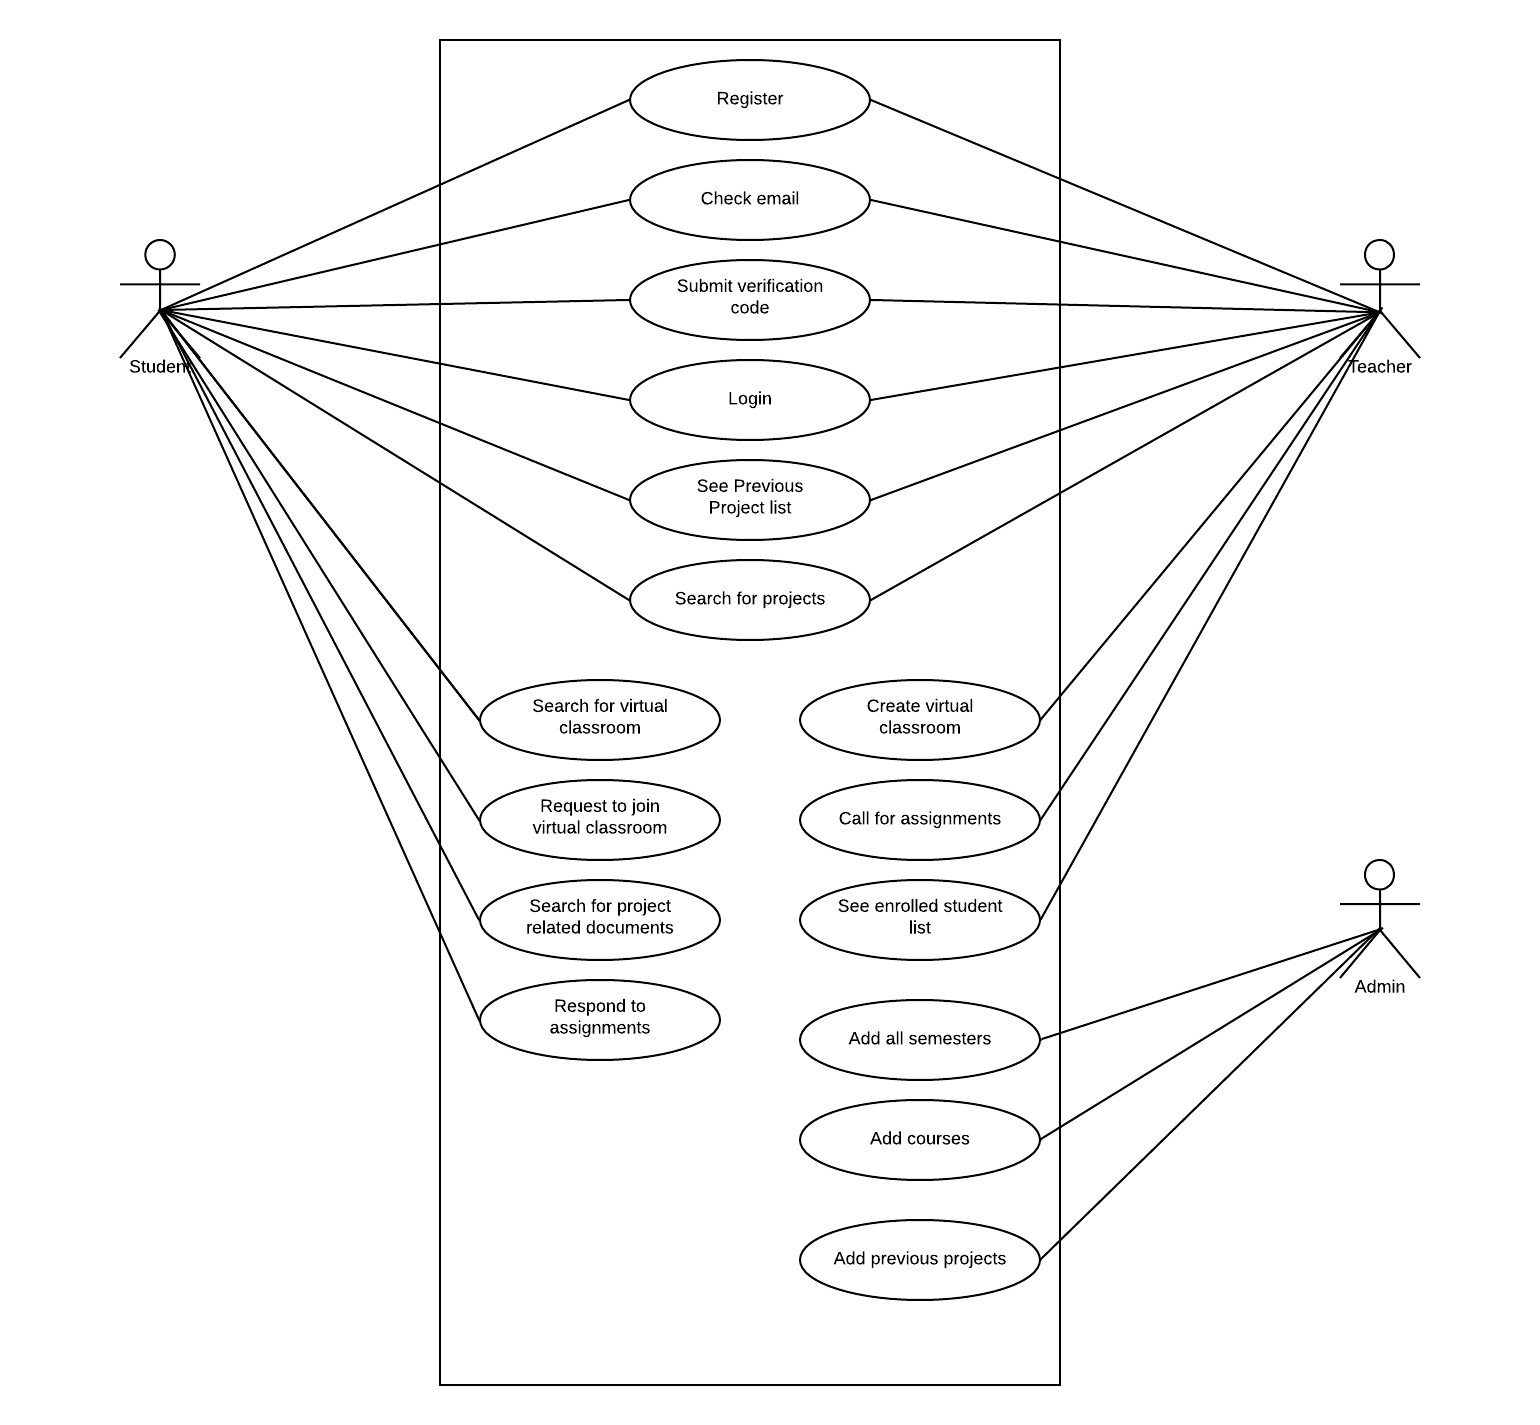 Register
Check email
Submit verification
code
Student
Teacher
Login
See Previous
Project list
Search for projects
Search for virtual
classroom
Create virtual
classroom
Request to join
virtual classroom
Call for assignments
Search for project
related documents
See enrolled student
list
Admin
Respond to
assignments
Add all semesters
Add courses
Add previous projects